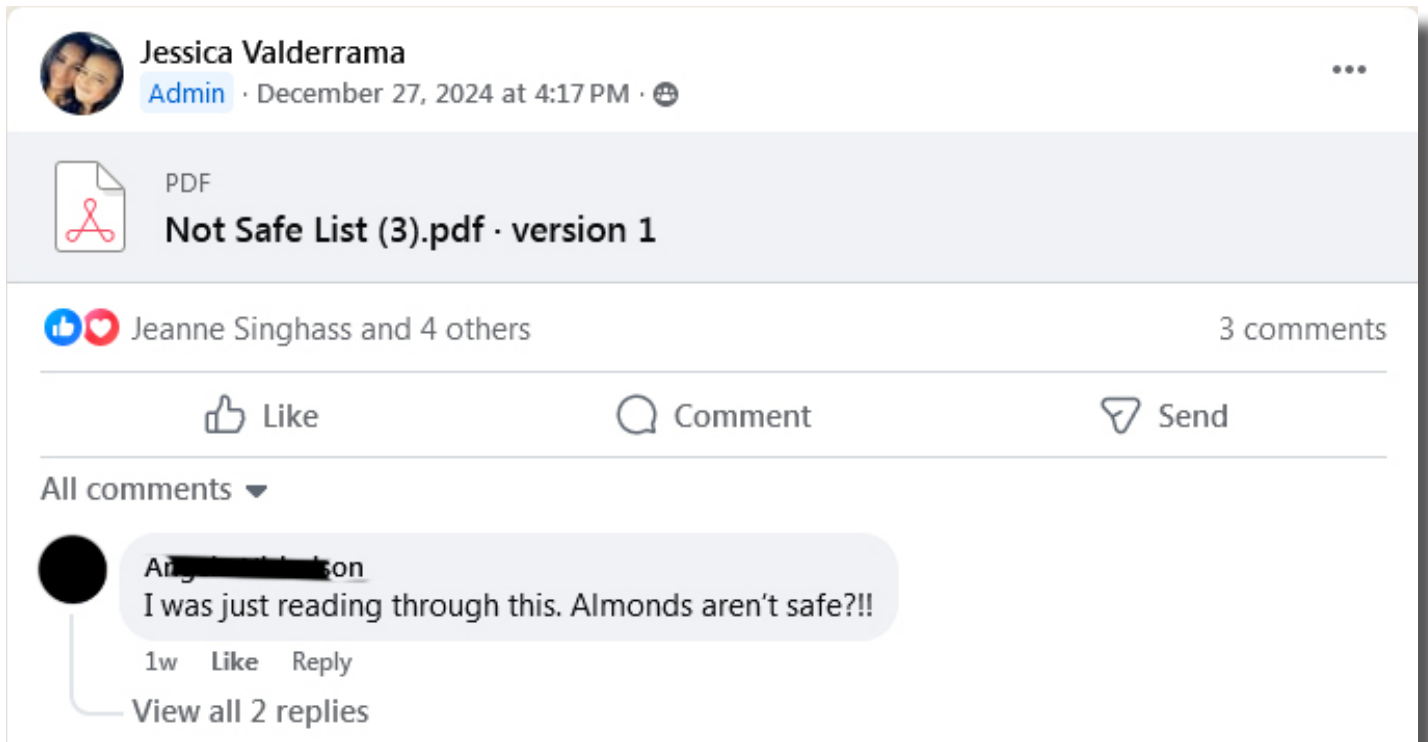 Jessica Valderrama
Admin · December 27, 2024 at 4:17 PM ·
PDF
Not Safe List (3).pdf · version 1
Jeanne Singhass and 4 others
3 comments
Like
Comment
Send
All comments
I was just reading through this. Almonds aren't safe?!!
1w Like Reply
View all 2 replies